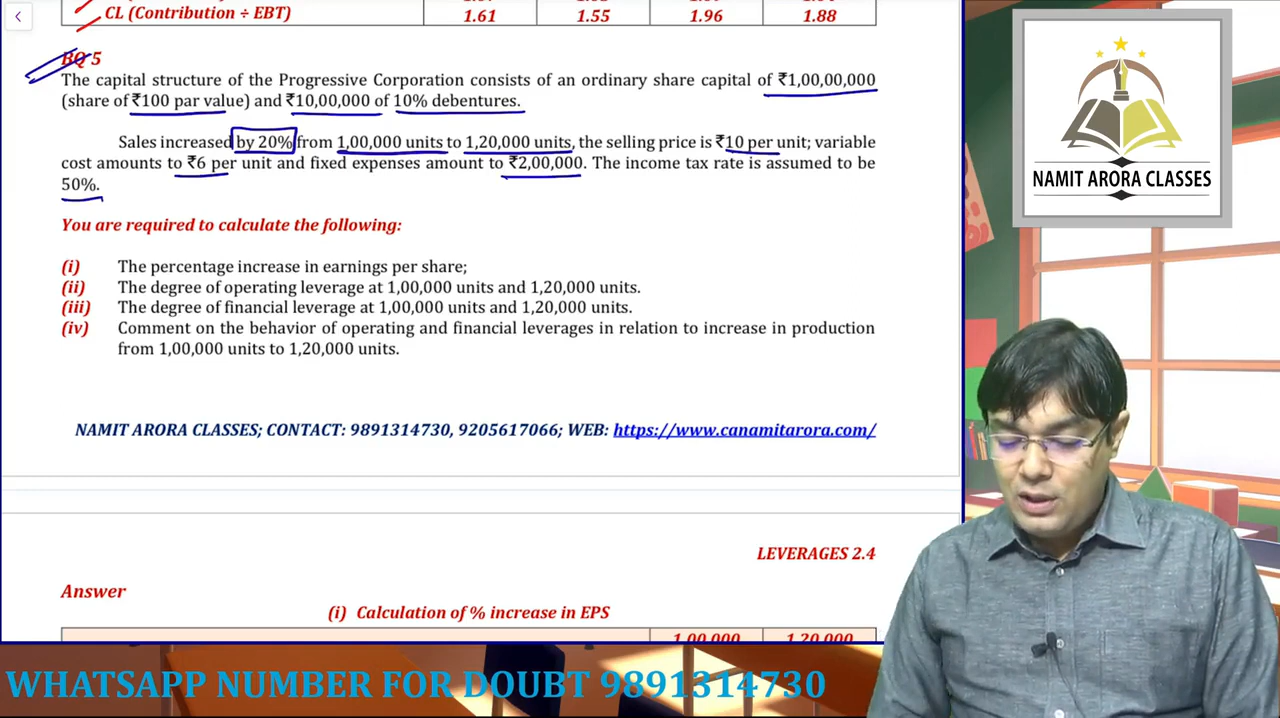 CL (Contribution ÷ EBT) 1.61 1.55 1.96 1.88
BQ 5
The capital structure of the Progressive Corporation consists of an ordinary share capital of ₹1,00,00,000
(share of ₹100 par value) and ₹10,00,000 of 10% debentures.
Sales increased by 20% from 1,00,000 units to 1,20,000 units, the selling price is ₹10 per unit; variable
cost amounts to ₹6 per unit and fixed expenses amount to ₹2,00,000. The income tax rate is assumed to be
50%.
You are required to calculate the following:
(i) The percentage increase in earnings per share;
(ii) The degree of operating leverage at 1,00,000 units and 1,20,000 units.
(iii) The degree of financial leverage at 1,00,000 units and 1,20,000 units.
(iv) Comment on the behavior of operating and financial leverages in relation to increase in production
from 1,00,000 units to 1,20,000 units.
NAMIT ARORA CLASSES; CONTACT: 9891314730, 9205617066; WEB: https://www.canamitarora.com/
LEVERAGES 2.4
Answer
(i) Calculation of % increase in EPS
1,00,000 1,20,000
NAMIT ARORA CLASSES
WHATSAPP NUMBER FOR DOUBT 9891314730